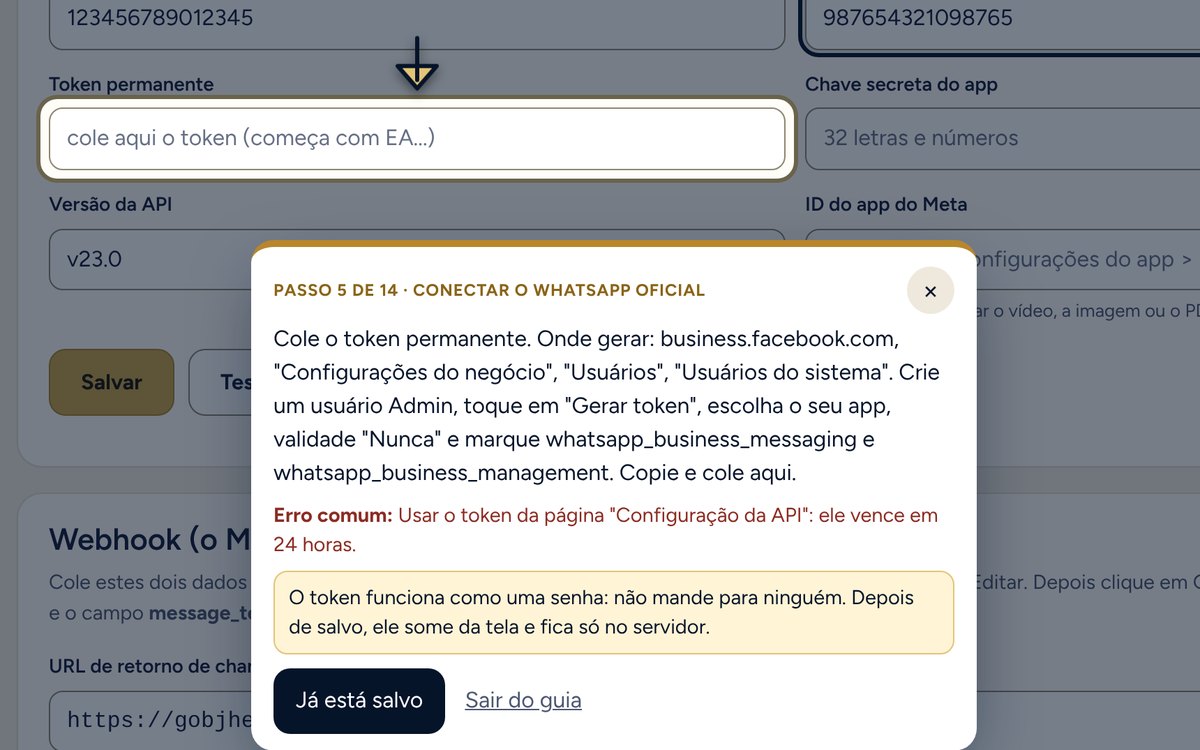 123456789012345
987654321098765
Token permanente
Chave secreta do app
cole aqui o token (começa com EA...)
32 letras e números
Versão da API
ID do app do Meta
v23.0
onfigurações do app >
PASSO 5 DE 14 · CONECTAR O WHATSAPP OFICIAL
×
ar o vídeo, a imagem ou o PD
Cole o token permanente. Onde gerar: business.facebook.com,
"Configurações do negócio", "Usuários", "Usuários do sistema". Crie
um usuário Admin, toque em "Gerar token", escolha o seu app,
validade "Nunca" e marque whatsapp_business_messaging e
whatsapp_business_management. Copie e cole aqui.
Salvar
Tes
Erro comum: Usar o token da página "Configuração da API": ele vence em
24 horas.
Webhook (o M
Cole estes dois dados
Editar. Depois clique em
e o campo message_te
O token funciona como uma senha: não mande para ninguém. Depois
de salvo, ele some da tela e fica só no servidor.
URL de retorno de char
https://gobjhe
Já está salvo
Sair do guia